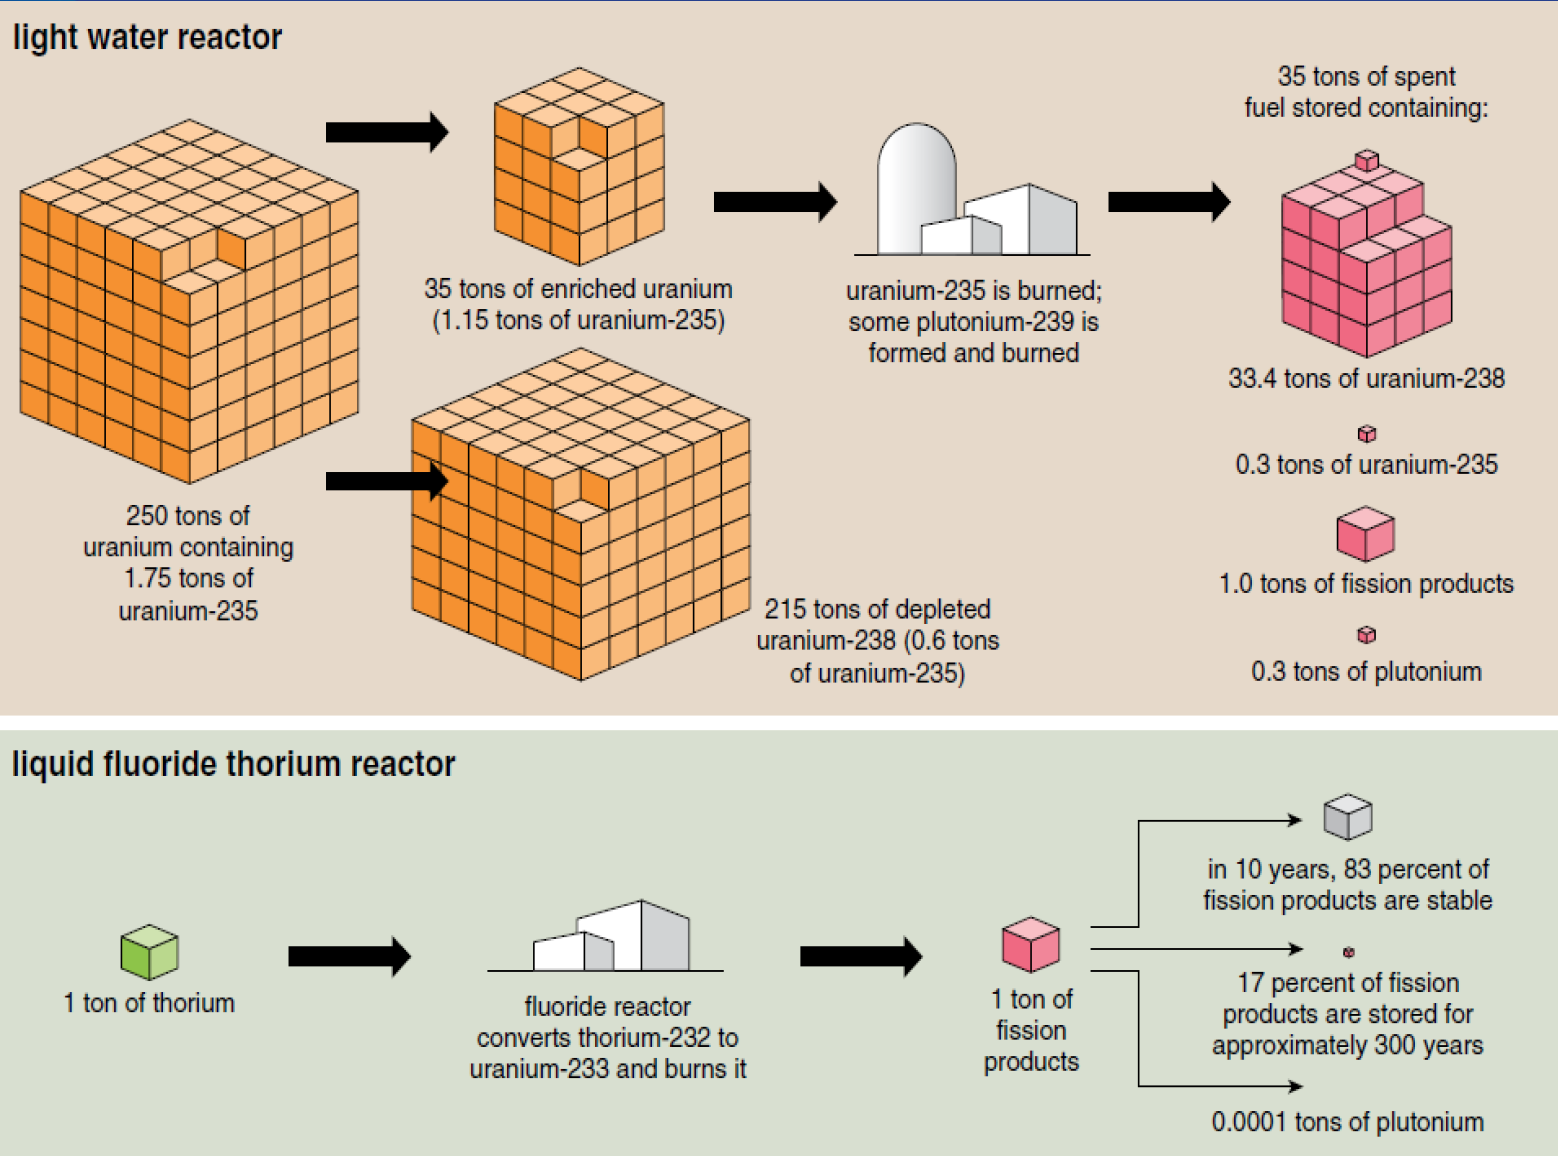 light water reactor
250 tons of
uranium containing
1.75 tons of
uranium-235
35 tons of enriched uranium
(1.15 tons of uranium-235)
215 tons of depleted
uranium-238 (0.6 tons
of uranium-235)
uranium-235 is burned;
some plutonium-239 is
formed and burned
35 tons of spent
fuel stored containing:
33.4 tons of uranium-238
0.3 tons of uranium-235
1.0 tons of fission products
0.3 tons of plutonium
liquid fluoride thorium reactor
1 ton of thorium
fluoride reactor
converts thorium-232 to
uranium-233 and burns it
1 ton of
fission
products
in 10 years, 83 percent of
fission products are stable
17 percent of fission
products are stored for
approximately 300 years
0.0001 tons of plutonium